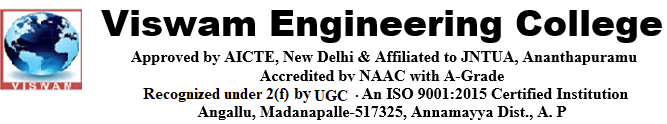 Viswam Engineering College
Approved by AICTE, New Delhi & Affiliated to JNTUA, Ananthapuramu
Accredited by NAAC with A-Grade
Recognized under 2(f) by UGC · An ISO 9001:2015 Certified Institution
Angallu, Madanapalle-517325, Annamayya Dist., A. P
VISWAM